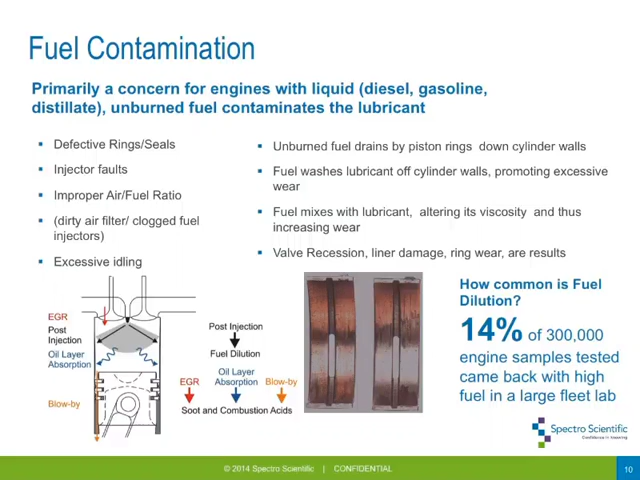 Fuel Contamination
Primarily a concern for engines with liquid (diesel, gasoline,
distillate), unburned fuel contaminates the lubricant
Defective Rings/Seals
Injector faults
Improper Air/Fuel Ratio
(dirty air filter/ clogged fuel
injectors)
Excessive idling
Unburned fuel drains by piston rings down cylinder walls
Fuel washes lubricant off cylinder walls, promoting excessive
wear
Fuel mixes with lubricant, altering its viscosity and thus
increasing wear
Valve Recession, liner damage, ring wear, are results
EGR
Post
Injection
Oil Layer
Absorption
Blow-by
Post Injection
Fuel Dilution
EGR
Oil Layer
Absorption
Blow-by
Soot and Combustion Acids
How common is Fuel
Dilution?
14% of 300,000
engine samples tested
came back with high
fuel in a large fleet lab
Spectro Scientific
Confidence in Knowing
© 2014 Spectro Scientific | CONFIDENTIAL
10